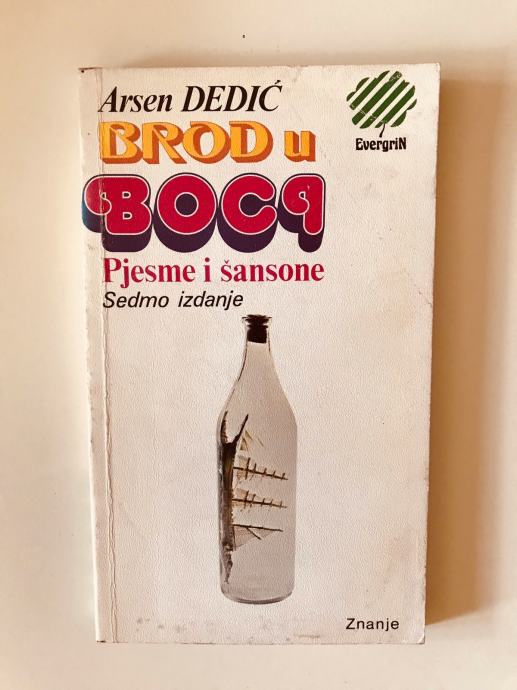 Arsen DEDIĆ
EvergriN
BROD u
BOCI
Pjesme i šansone
Sedmo izdanje
Znanje